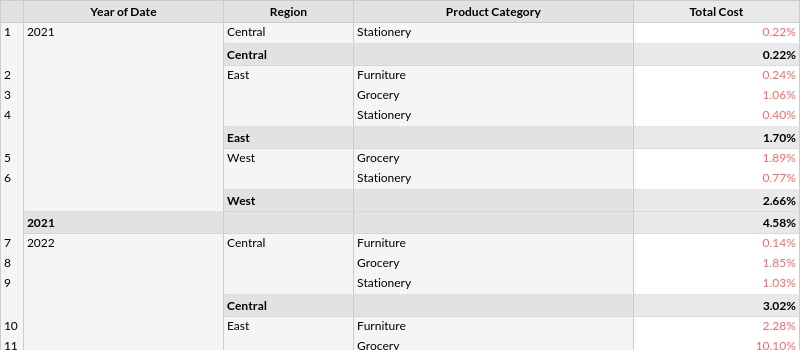 Year of Date Region Product Category Total Cost
1 2021 Central Stationery 0.22%
Central 0.22%
2 East Furniture 0.24%
3 Grocery 1.06%
4 Stationery 0.40%
East 1.70%
5 West Grocery 1.89%
6 Stationery 0.77%
West 2.66%
2021 4.58%
7 2022 Central Furniture 0.14%
8 Grocery 1.85%
9 Stationery 1.03%
Central 3.02%
10 East Furniture 2.28%
11 Grocery 10.10%